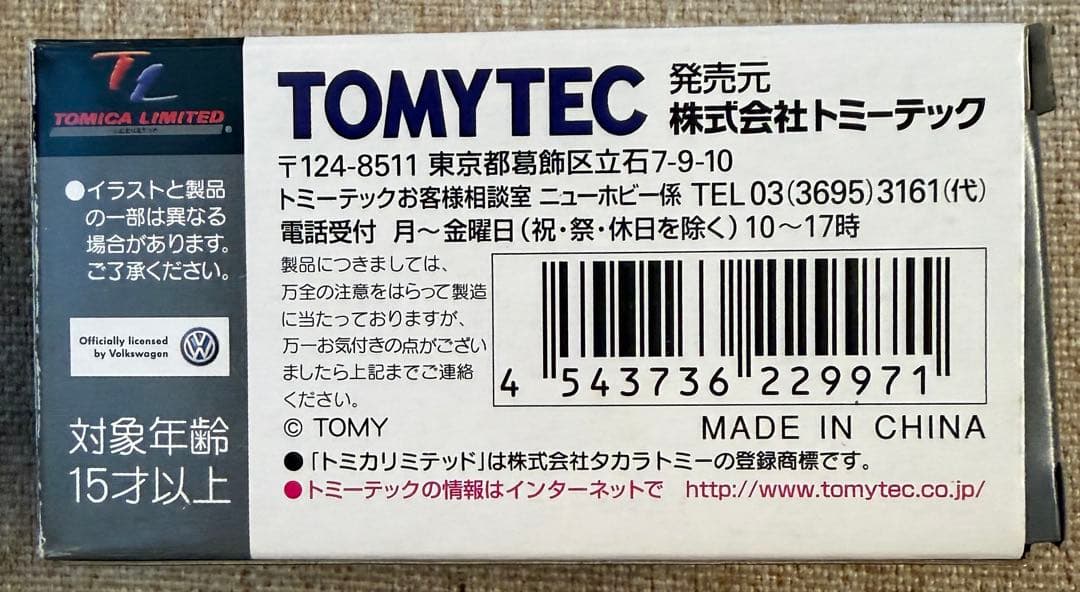 TL
TOMICA LIMITED
●イラストと製品
の一部は異なる
場合があります。
ご了承ください。
Officially licensed
by Volkswagen
対象年齢
15才以上
TOMYTEC
発売元
株式会社トミーテック
〒124-8511 東京都葛飾区立石7-9-10
トミーテックお客様相談室 ニューホビー係 TEL 03(3695)3161(代)
電話受付 月～金曜日(祝・祭・休日を除く)10～17時
製品につきましては、
万全の注意をはらって製造
に当たっておりますが、
万一お気付きの点がござい
ましたら上記までご連絡
ください。
4 543736 229971
© TOMY
MADE IN CHINA
●「トミカリミテッド」は株式会社タカラトミーの登録商標です。
●トミーテックの情報はインターネットで http://www.tomytec.co.jp/